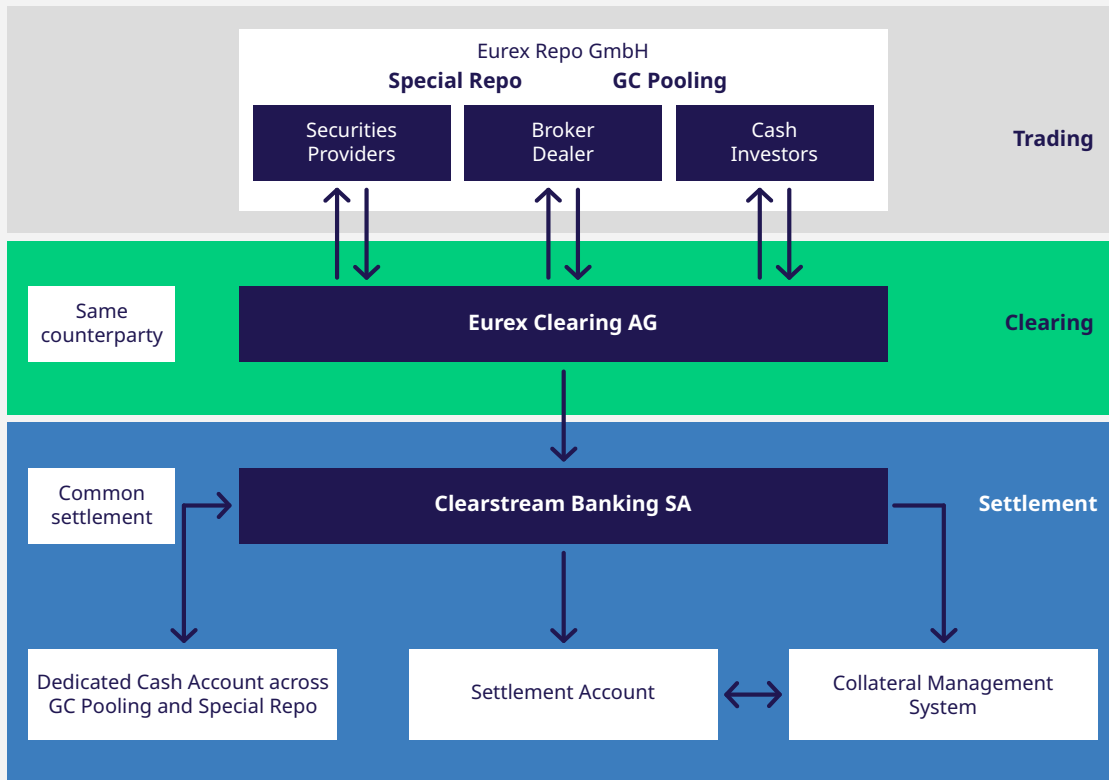 Eurex Repo GmbH
Special Repo
GC Pooling
Securities
Providers
Broker
Dealer
Cash
Investors
Trading
Same
counterparty
Eurex Clearing AG
Clearing
Common
settlement
Clearstream Banking SA
Settlement
Dedicated Cash Account across
GC Pooling and Special Repo
Settlement Account
Collateral Management
System